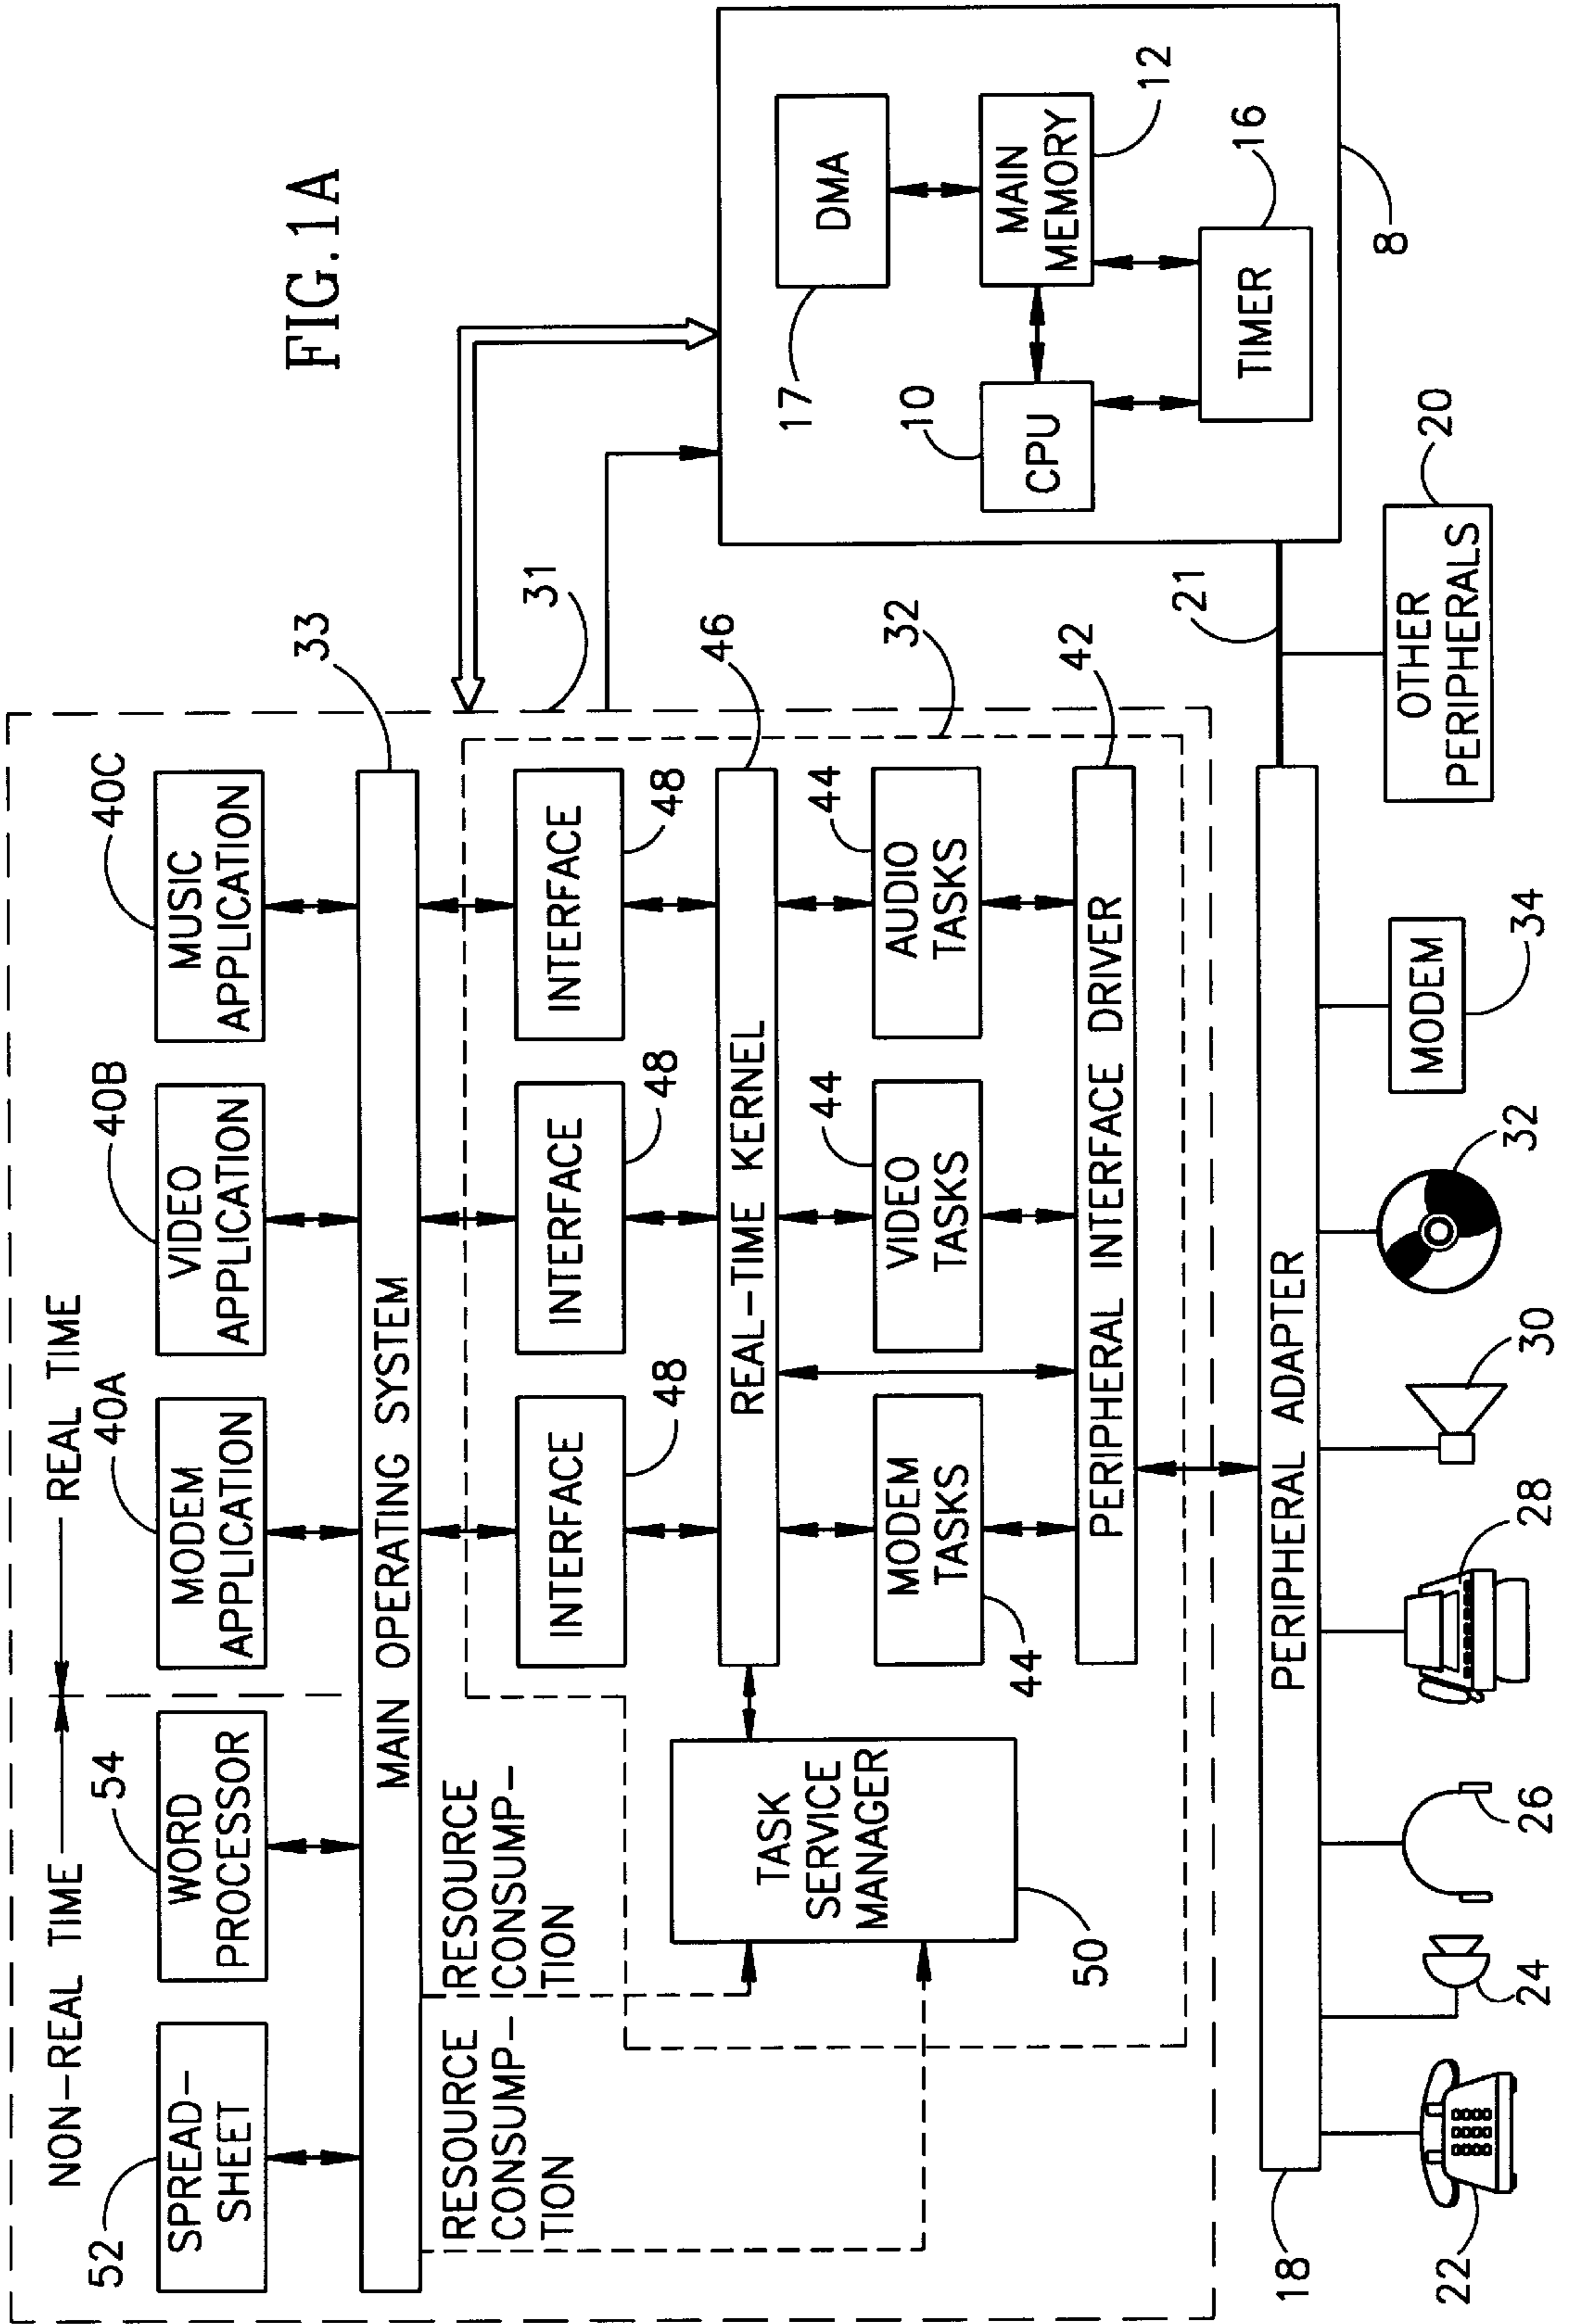 FIG.1A
NON-REAL TIME
REAL TIME
52
54
40A
40B
40C
SPREAD-
SHEET
WORD
PROCESSOR
MODEM
APPLICATION
VIDEO
APPLICATION
MUSIC
APPLICATION
33
MAIN OPERATING SYSTEM
RESOURCE
CONSUMP-
TION
RESOURCE
CONSUMP-
TION
31
INTERFACE
48
INTERFACE
48
INTERFACE
48
46
REAL-TIME KERNEL
TASK
SERVICE
MANAGER
50
44
MODEM
TASKS
44
VIDEO
TASKS
44
AUDIO
TASKS
32
42
PERIPHERAL INTERFACE DRIVER
17
DMA
10
CPU
MAIN
MEMORY
12
TIMER
16
8
21
18
PERIPHERAL ADAPTER
OTHER
PERIPHERALS
20
22
24
26
28
30
32
MODEM
34